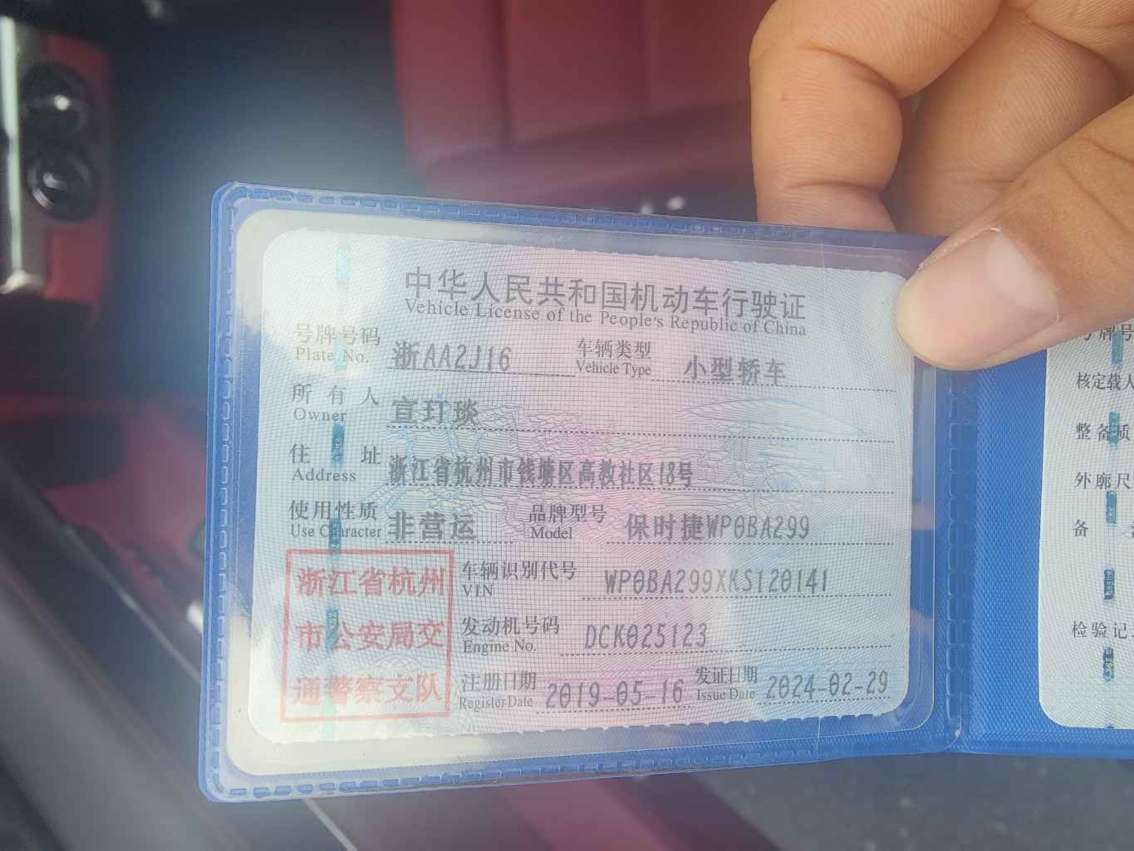 中华人民共和国机动车行驶证
Vehicle License of the People's Republic of China
号牌号码 浙AA2J16 车辆类型 小型轿车
Plate No. Vehicle Type
所有人 宣玎琰
Owner
住址 浙江省杭州市钱塘区高教社区18号
Address
使用性质 非营运 品牌型号 保时捷WP0BA299
Use Character Model
浙江省杭州
市公安局交
通警察支队
车辆识别代号 WP0BA299XKS120141
VIN
发动机号码 DCK025123
Engine No.
注册日期 2019-05-16 发证日期 2024-02-29
Register Date Issue Date
号牌号
核定载人
整备质
外廓尺
备
检验记